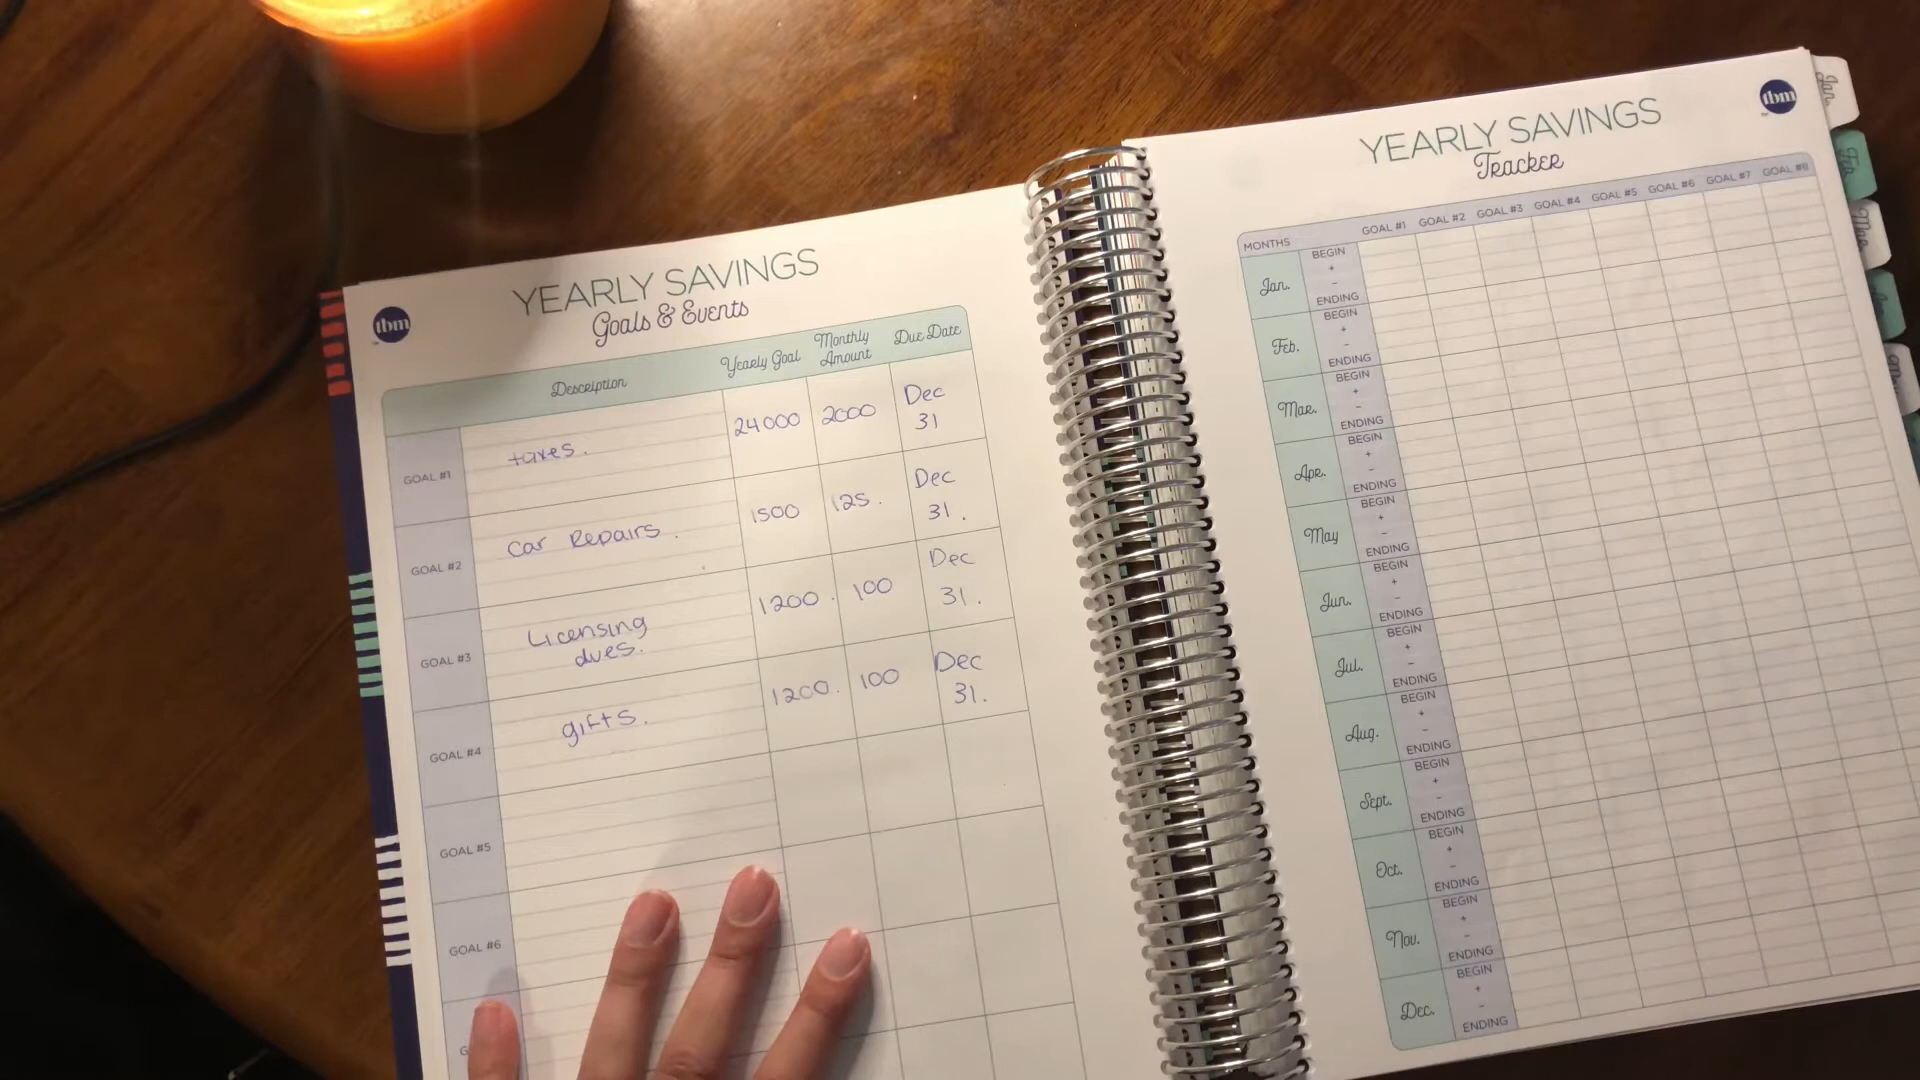 tbm
YEARLY SAVINGS
Goals & Events
Description Yearly Goal Monthly Amount Due Date
GOAL #1 taxes. 24000 2000 Dec 31
GOAL #2 Car Repairs. 1500 125. Dec 31.
GOAL #3 Licensing dues. 1200. 100 Dec 31.
GOAL #4 gifts. 1200. 100 Dec 31.
GOAL #5
GOAL #6
tbm
YEARLY SAVINGS
Tracker
MONTHS GOAL #1 GOAL #2 GOAL #3 GOAL #4 GOAL #5 GOAL #6 GOAL #7 GOAL #8
Jan. BEGIN
+
-
ENDING
Feb. BEGIN
+
-
ENDING
Mar. BEGIN
+
-
ENDING
Apr. BEGIN
+
-
ENDING
May BEGIN
+
-
ENDING
Jun. BEGIN
+
-
ENDING
Jul. BEGIN
+
-
ENDING
Aug. BEGIN
+
-
ENDING
Sept. BEGIN
+
-
ENDING
Oct. BEGIN
+
-
ENDING
Nov. BEGIN
+
-
ENDING
Dec. BEGIN
+
-
ENDING
Jan.
Feb.
Mar.